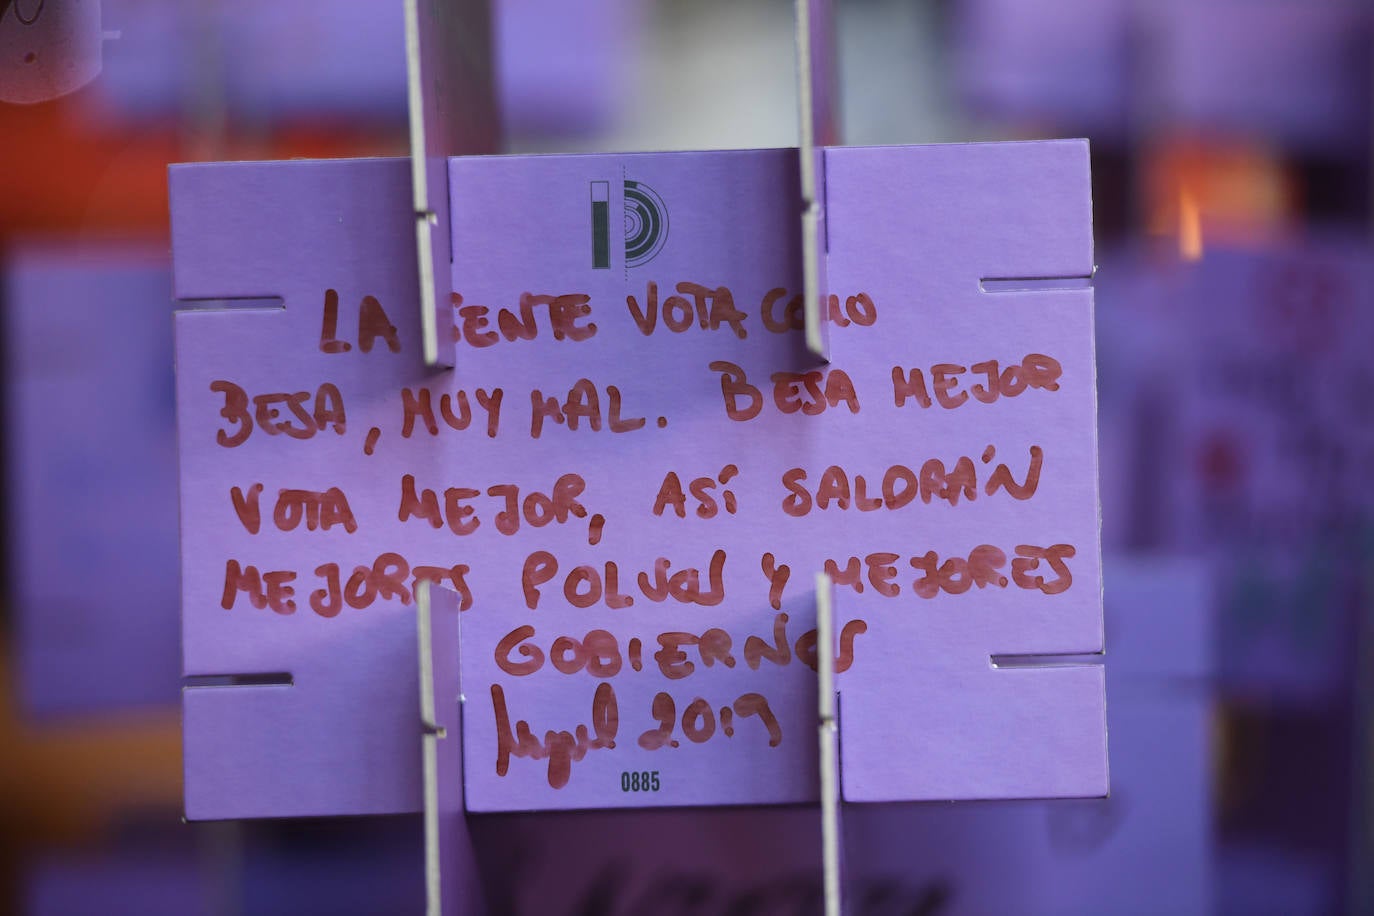 LA GENTE VOTA COMO
BESA, MUY MAL. BESA MEJOR
VOTA MEJOR, ASÍ SALDRÁN
MEJORES POLVOS Y MEJORES
GOBIERNOS
Miguel 2019
0885